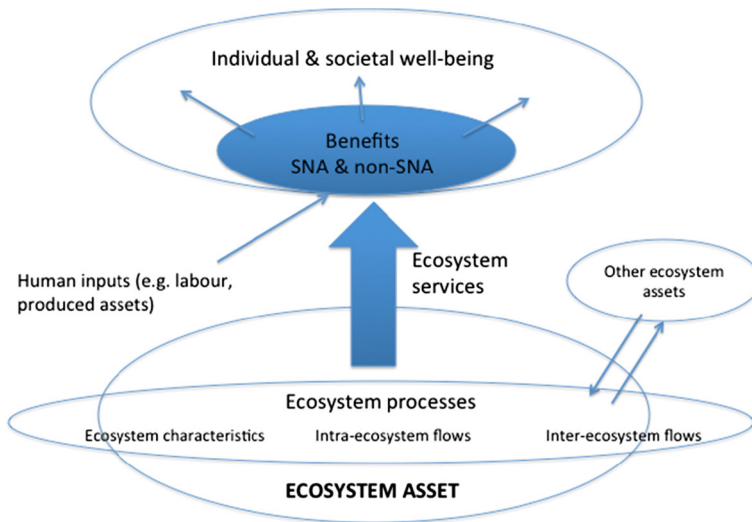 Individual & societal well-being
Benefits
SNA & non-SNA
Ecosystem
services
Human inputs (e.g. labour,
produced assets)
Other ecosystem
assets
Ecosystem processes
Ecosystem characteristics
Intra-ecosystem flows
Inter-ecosystem flows
ECOSYSTEM ASSET